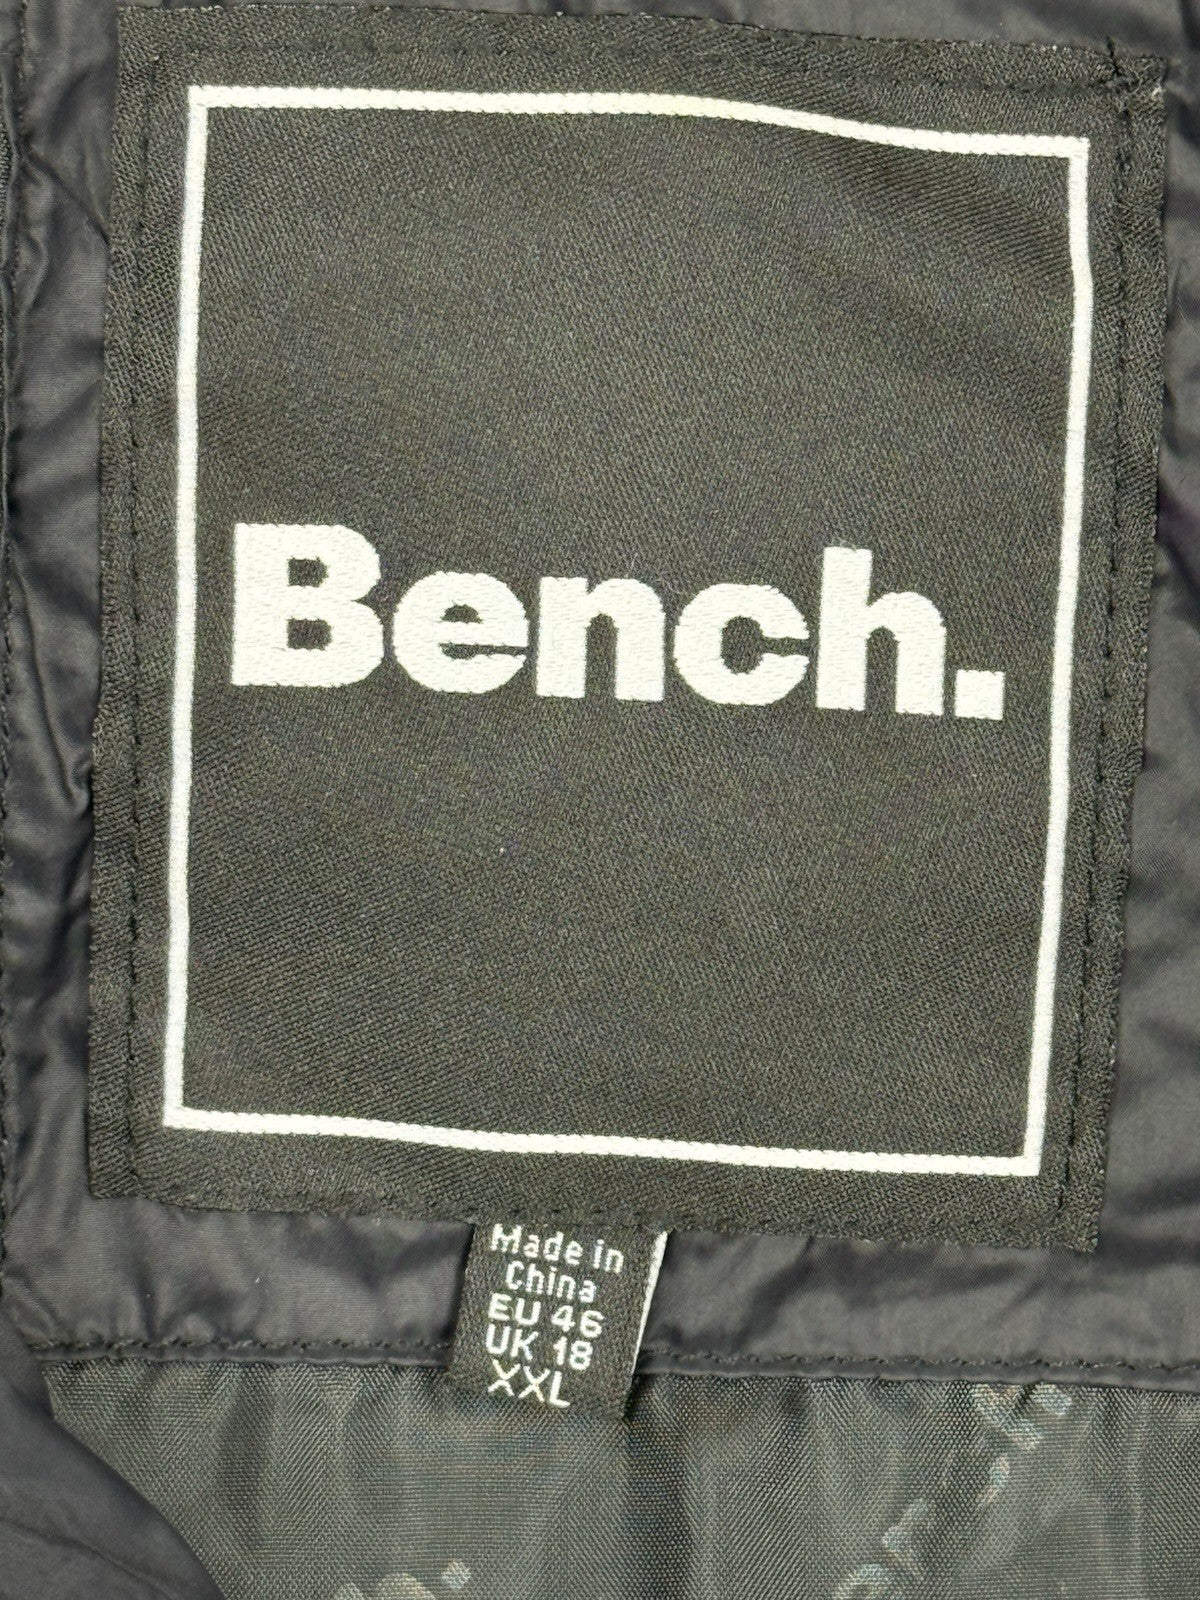 Bench.
Made in
China
EU 46
UK 18
XXL